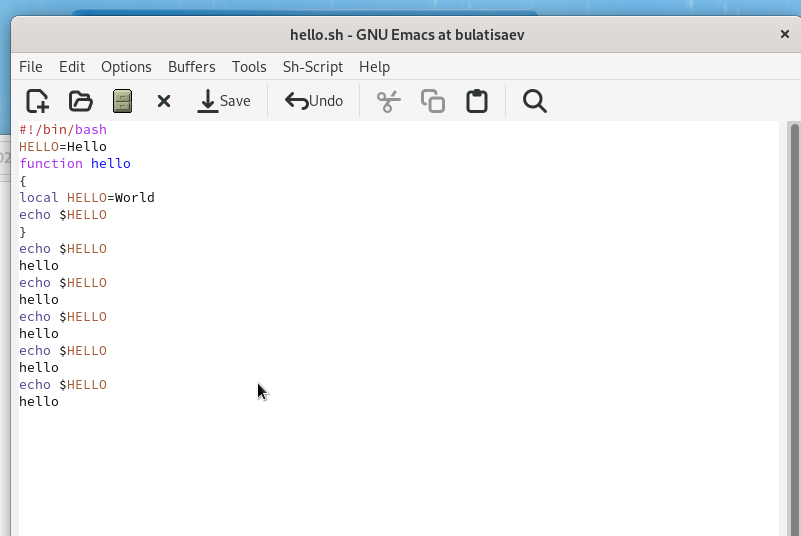 hello.sh - GNU Emacs at bulatisaev
File Edit Options Buffers Tools Sh-Script Help
Save Undo
#!/bin/bash
HELLO=Hello
function hello
{
local HELLO=World
echo $HELLO
}
echo $HELLO
hello
echo $HELLO
hello
echo $HELLO
hello
echo $HELLO
hello
echo $HELLO
hello